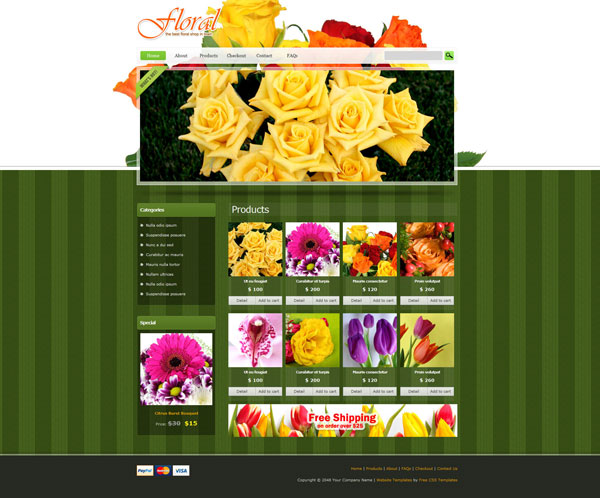 Floral
the best floral shop in town
Home About Products Checkout Contact FAQs
Categories
Nulla odio ipsum
Suspendisse posuere
Nunc a dui sed
Curabitur ac mauris
Mauris nulla tortor
Nullam ultrices
Nulla odio ipsum
Suspendisse posuere
Special
Citrus Burst Bouquet
Price: $30 $15
Products
Ut eu feugiat Curabitur et turpis Mauris consectetur Proin volutpat
$ 100 $ 200 $ 120 $ 260
Detail Add to cart Detail Add to cart Detail Add to cart Detail Add to cart
Ut eu feugiat Curabitur et turpis Mauris consectetur Proin volutpat
$ 100 $ 200 $ 120 $ 260
Detail Add to cart Detail Add to cart Detail Add to cart Detail Add to cart
Free Shipping
on order over $25
PayPal MasterCard VISA
Home | Products | About | FAQs | Checkout | Contact Us
Copyright © 2048 Your Company Name | Website Templates by Free CSS Templates